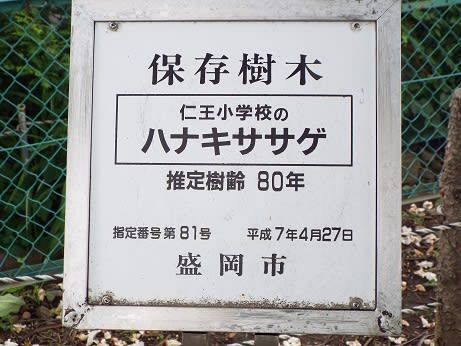 保存樹木
仁王小学校の
ハナキササゲ
推定樹齢 80年
指定番号第81号 平成7年4月27日
盛岡市